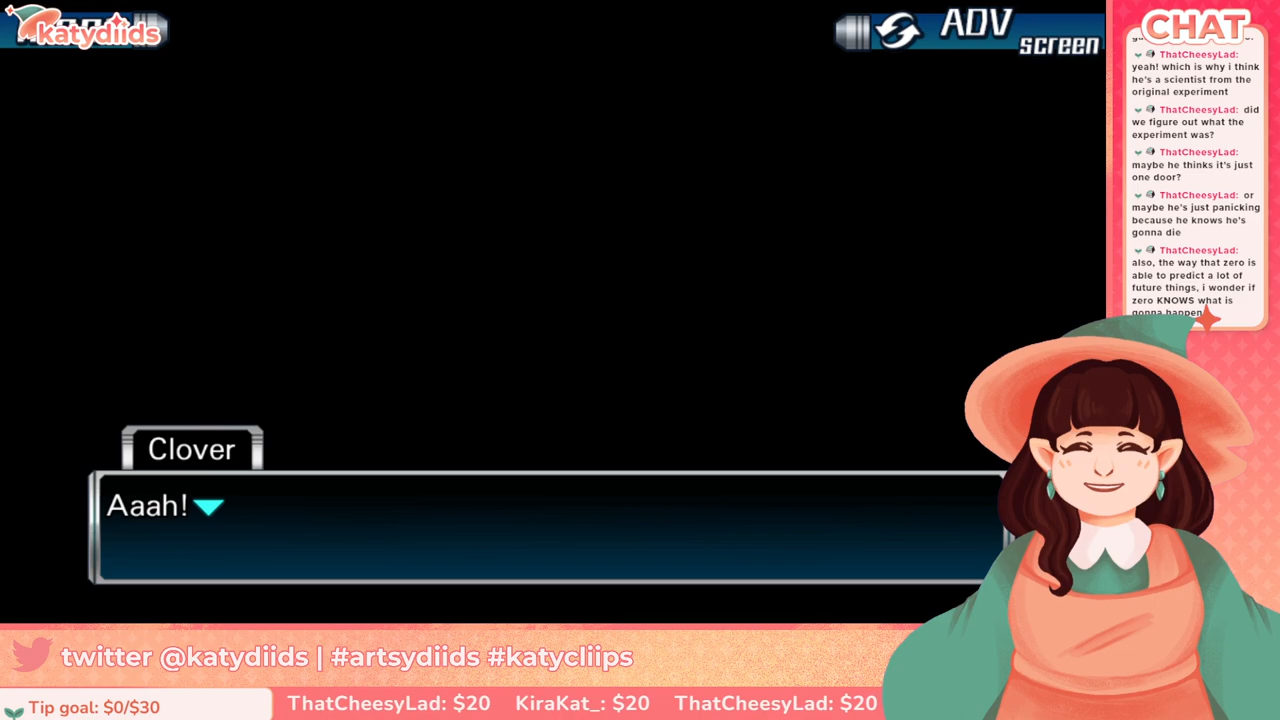 katydiids
ADV
screen
CHAT
ThatCheesyLad:
yeah! which is why i think
he's a scientist from the
original experiment
ThatCheesyLad: did
we figure out what the
experiment was?
ThatCheesyLad:
maybe he thinks it's just
one door?
ThatCheesyLad: or
maybe he's just panicking
because he knows he's
gonna die
ThatCheesyLad:
also, the way that zero is
able to predict a lot of
future things, i wonder if
zero KNOWS what is
gonna happen
Clover
Aaah!
twitter @katydiids | #artsydiids #katycliips
Tip goal: $0/$30
ThatCheesyLad: $20 KiraKat_: $20 ThatCheesyLad: $20